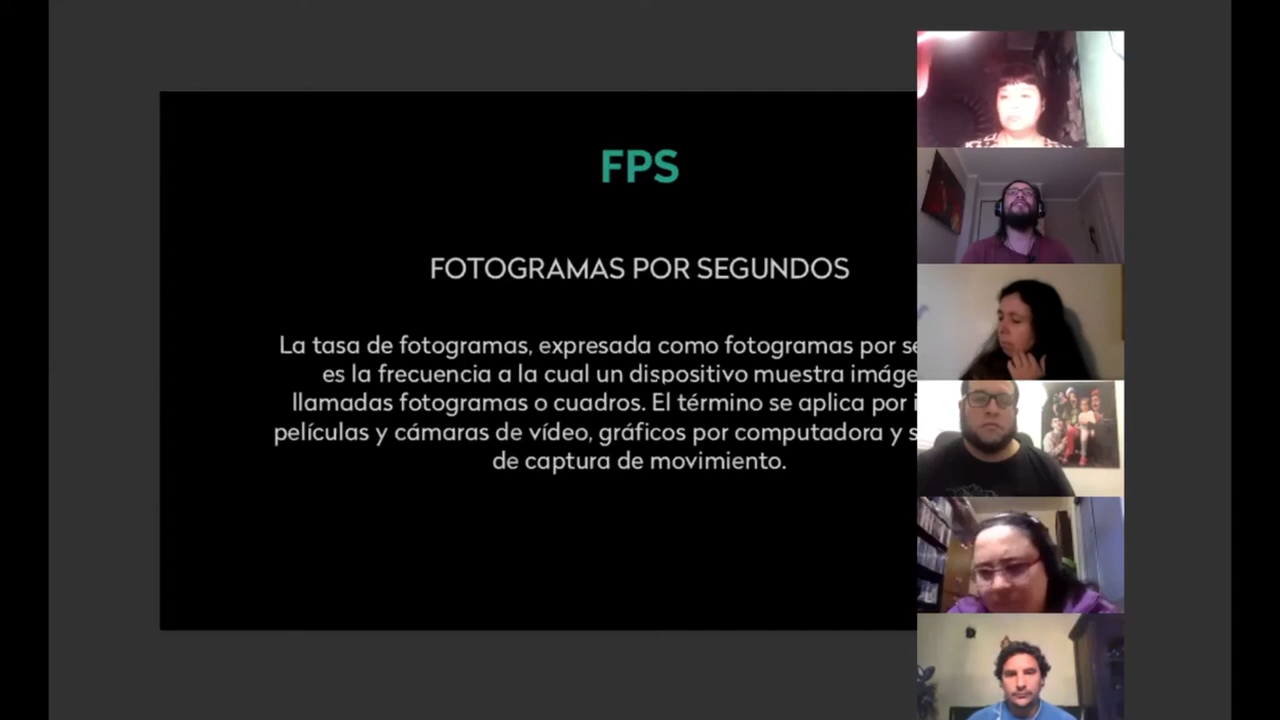 FPS
FOTOGRAMAS POR SEGUNDOS
La tasa de fotogramas, expresada como fotogramas por
es la frecuencia a la cual un dispositivo muestra
llamadas fotogramas o cuadros. El término se aplica por
películas y cámaras de vídeo, gráficos por computadora y
de captura de movimiento.